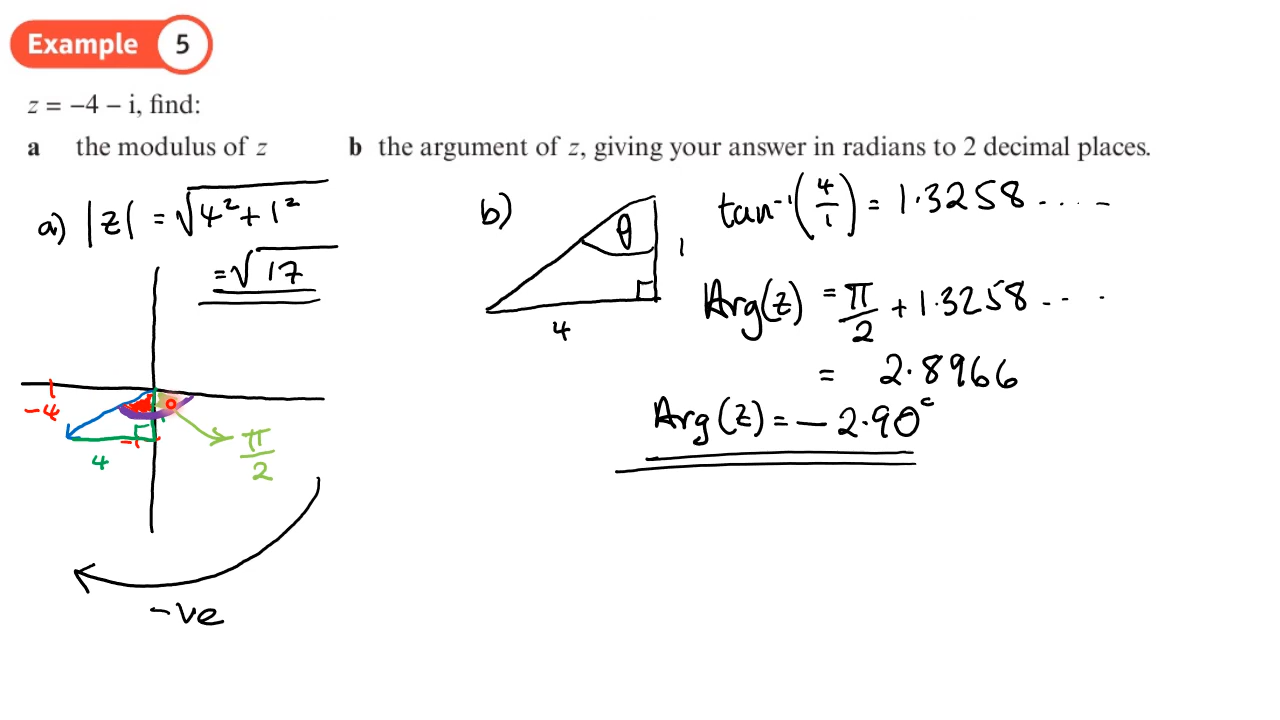 Example 5
z = −4 − i, find:
a the modulus of z
b the argument of z, giving your answer in radians to 2 decimal places.
a) |z| = √4² + 1²
= √17
-4
4
-1
π/2
-ve
b)
θ
1
4
tan⁻¹(4/1) = 1.3258.....
Arg(z) = π/2 + 1.3258....
= 2.8966
Arg(z) = −2.90ᶜ